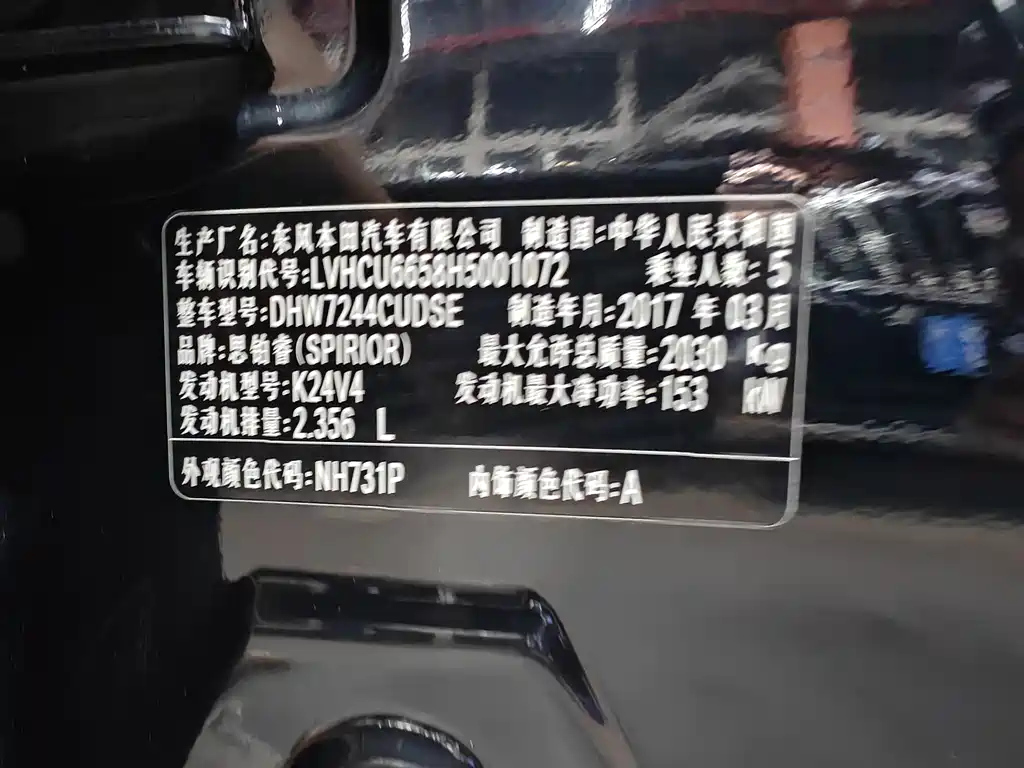 生产厂名:东风本田汽车有限公司 制造国:中华人民共和国
车辆识别代号:LVHCU6658H5001072 乘坐人数:5
整车型号:DHW7244CUDSE 制造年月:2017 年 03月
品牌:思铂睿(SPIRIOR) 最大允许总质量:2030 kg
发动机型号:K24V4 发动机最大净功率:153 kW
发动机排量:2.356 L
外观颜色代码:NH731P 内饰颜色代码:A